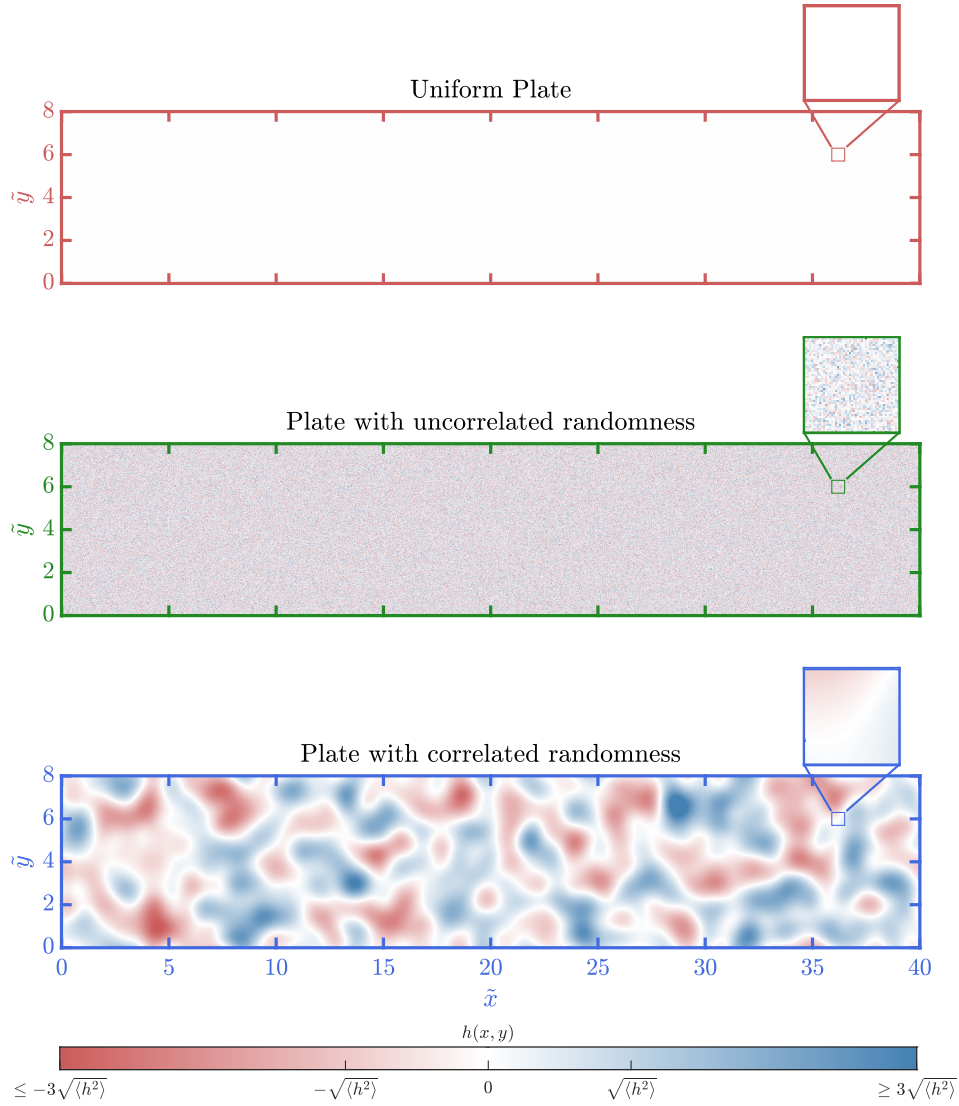 Uniform Plate
8
6
4
2
0
ỹ
Plate with uncorrelated randomness
8
6
4
2
0
ỹ
Plate with correlated randomness
8
6
4
2
0
ỹ
0 5 10 15 20 25 30 35 40
x̃
h(x, y)
≤ −3√⟨h²⟩ −√⟨h²⟩ 0 √⟨h²⟩ ≥ 3√⟨h²⟩